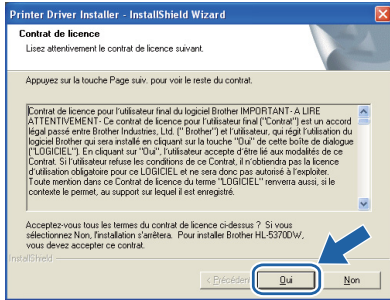 Printer Driver Installer - InstallShield Wizard
Contrat de licence
Lisez attentivement le contrat de licence suivant.
Appuyez sur la touche Page suiv. pour voir le reste du contrat.
Contrat de licence pour l'utilisateur final du logiciel Brother IMPORTANT- A LIRE
ATTENTIVEMENT- Ce contrat de licence pour l'utilisateur final ("Contrat") est un accord
légal passé entre Brother Industries, Ltd. (" Brother") et l'utilisateur, qui régit l'utilisation du
logiciel Brother qui sera installé en cliquant sur la touche "Oui" de cette boîte de dialogue
("LOGICIEL"). En cliquant sur "Oui", l'utilisateur accepte d'être lié aux modalités de ce
Contrat. Si l'utilisateur refuse les conditions de ce Contrat, il n'obtiendra pas la licence
d'utilisation obligatoire pour ce LOGICIEL et ne sera donc pas autorisé à l'exploiter.
Toute mention dans ce Contrat de licence du terme "LOGICIEL" renverra aussi, si le
contexte le permet, au support sur lequel il est enregistré.
Acceptez-vous tous les termes du contrat de licence ci-dessus ? Si vous
sélectionnez Non, l'installation s'arrêtera. Pour installer Brother HL-5370DW,
vous devez accepter ce contrat.
InstallShield
< Précédent Oui Non